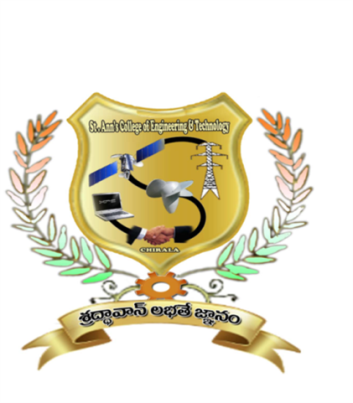 St. Ann's College of Engineering & Technology
CHIRALA
శ్రద్ధావాన్ లభతే జ్ఞానం